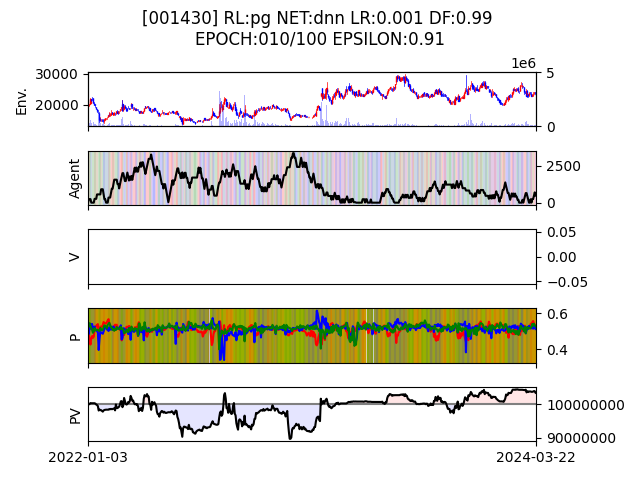 [001430] RL:pg NET:dnn LR:0.001 DF:0.99
EPOCH:010/100 EPSILON:0.91
1e6
30000
20000
Env.
5
0
Agent
2500
0
V
0.05
0.00
−0.05
P
0.6
0.4
PV
100000000
90000000
2022-01-03
2024-03-22